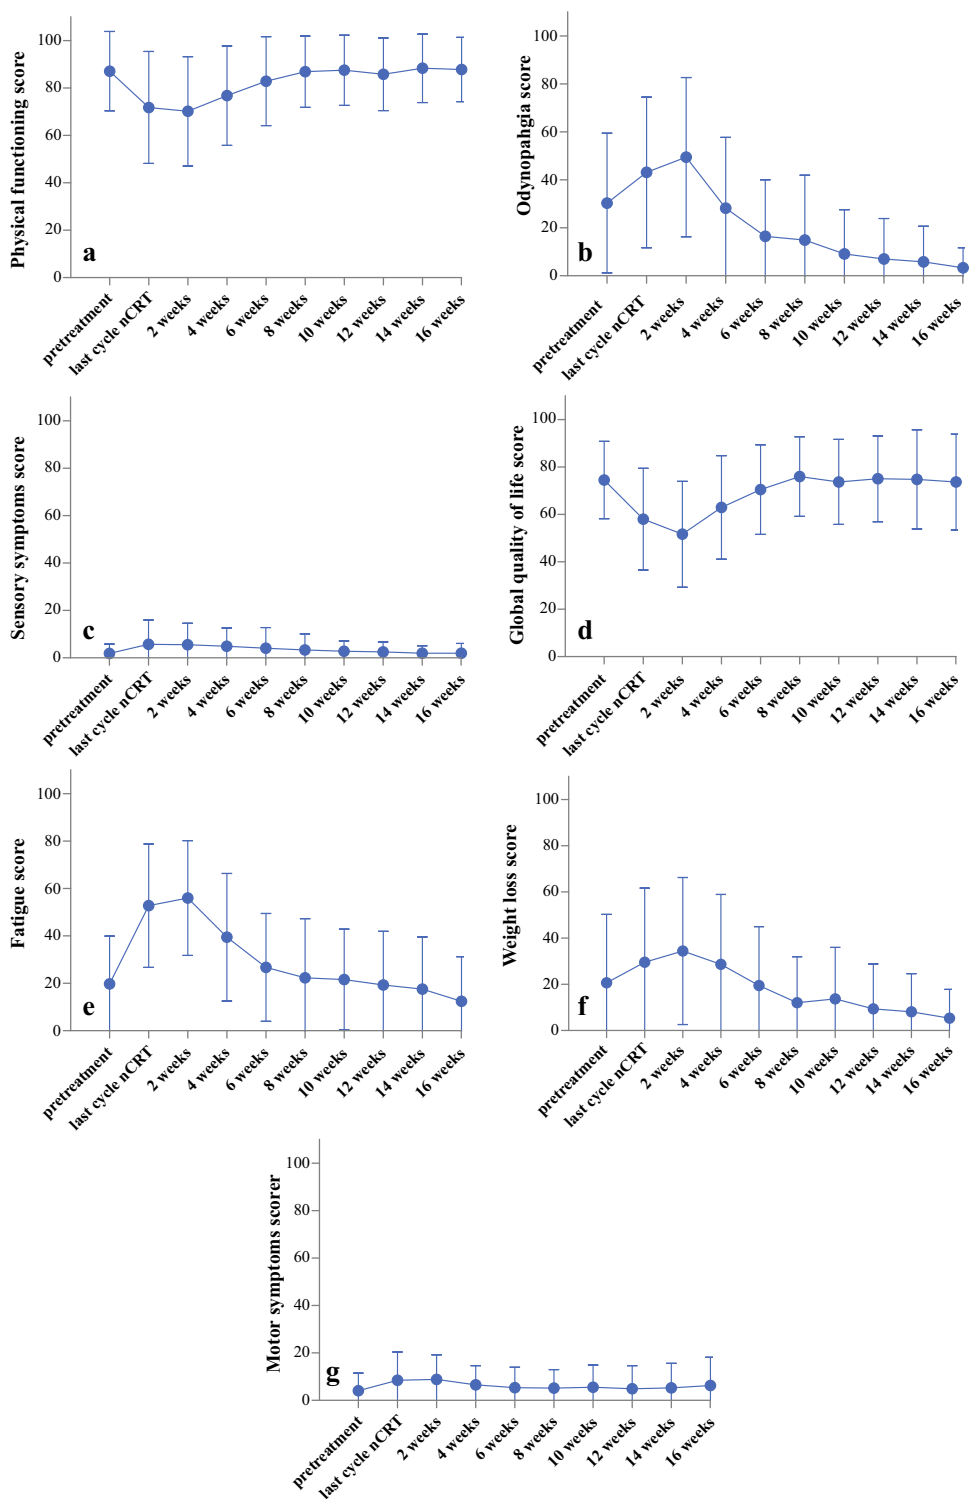 Physical functioning score
100
80
60
40
20
0
a
pretreatment
last cycle nCRT
2 weeks
4 weeks
6 weeks
8 weeks
10 weeks
12 weeks
14 weeks
16 weeks
Odynopahgia score
100
80
60
40
20
0
b
pretreatment
last cycle nCRT
2 weeks
4 weeks
6 weeks
8 weeks
10 weeks
12 weeks
14 weeks
16 weeks
Sensory symptoms score
100
80
60
40
20
0
c
pretreatment
last cycle nCRT
2 weeks
4 weeks
6 weeks
8 weeks
10 weeks
12 weeks
14 weeks
16 weeks
Global quality of life score
100
80
60
40
20
0
d
pretreatment
last cycle nCRT
2 weeks
4 weeks
6 weeks
8 weeks
10 weeks
12 weeks
14 weeks
16 weeks
Fatigue score
100
80
60
40
20
0
e
pretreatment
last cycle nCRT
2 weeks
4 weeks
6 weeks
8 weeks
10 weeks
12 weeks
14 weeks
16 weeks
Weight loss score
100
80
60
40
20
0
f
pretreatment
last cycle nCRT
2 weeks
4 weeks
6 weeks
8 weeks
10 weeks
12 weeks
14 weeks
16 weeks
Motor symptoms scorer
100
80
60
40
20
0
g
pretreatment
last cycle nCRT
2 weeks
4 weeks
6 weeks
8 weeks
10 weeks
12 weeks
14 weeks
16 weeks